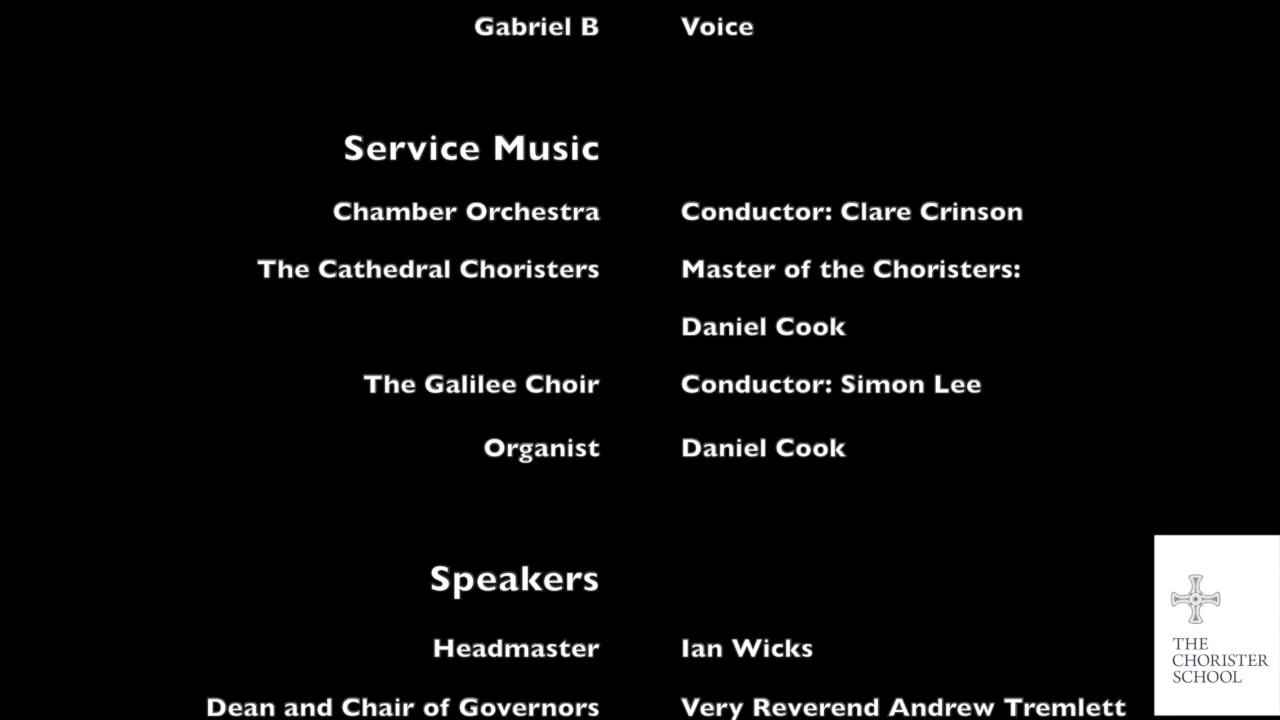 Gabriel B Voice
Service Music
Chamber Orchestra Conductor: Clare Crinson
The Cathedral Choristers Master of the Choristers:
Daniel Cook
The Galilee Choir Conductor: Simon Lee
Organist Daniel Cook
Speakers
Headmaster Ian Wicks
Dean and Chair of Governors Very Reverend Andrew Tremlett
THE
CHORISTER
SCHOOL